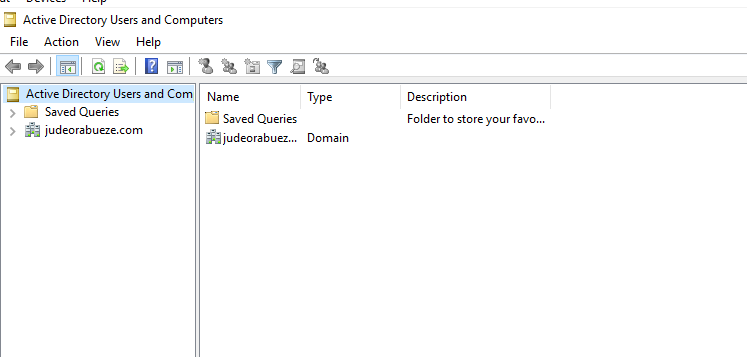 Devices
Active Directory Users and Computers
File Action View Help
Active Directory Users and Com
Saved Queries
judeorabueze.com
Name Type Description
Saved Queries Folder to store your favo...
judeorabuez... Domain